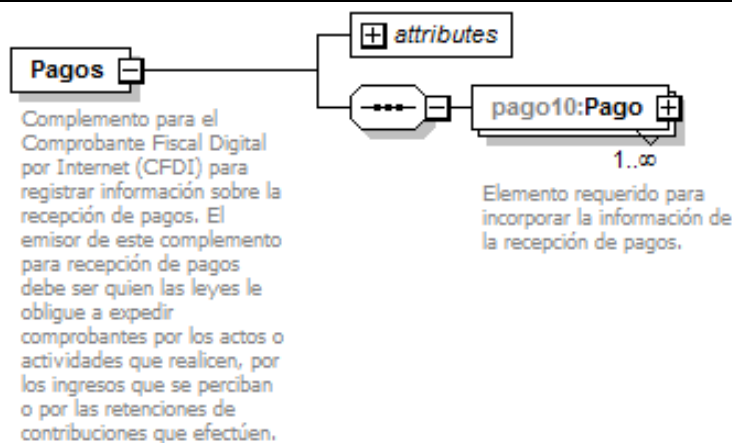 attributes
Pagos
pago10:Pago
1..∞
Complemento para el
Comprobante Fiscal Digital
por Internet (CFDI) para
registrar información sobre la
recepción de pagos. El
emisor de este complemento
para recepción de pagos
debe ser quien las leyes le
obligue a expedir
comprobantes por los actos o
actividades que realicen, por
los ingresos que se perciban
o por las retenciones de
contribuciones que efectúen.
Elemento requerido para
incorporar la información de
la recepción de pagos.